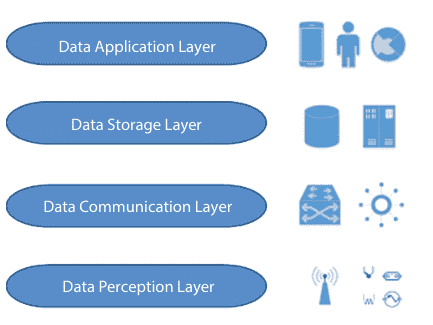 Data Application Layer
Data Storage Layer
Data Communication Layer
Data Perception Layer